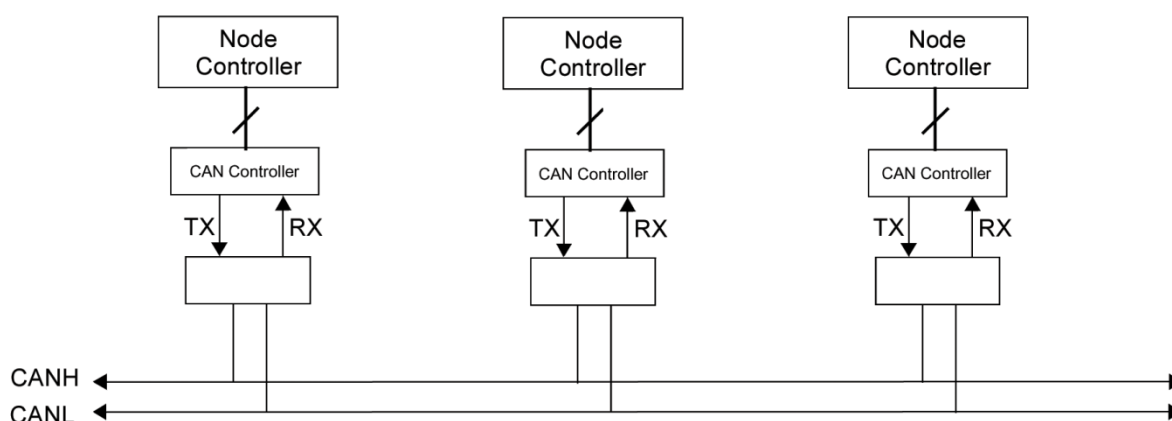 Node
Controller
Node
Controller
Node
Controller
CAN Controller
CAN Controller
CAN Controller
TX
RX
TX
RX
TX
RX
CANH
CANL